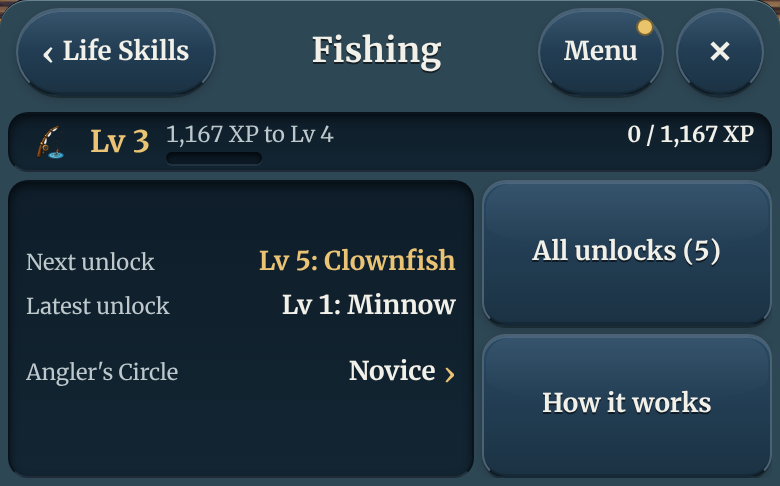 ‹ Life Skills
Fishing
Menu
×
Lv 3
1,167 XP to Lv 4
0 / 1,167 XP
Next unlock
Lv 5: Clownfish
Latest unlock
Lv 1: Minnow
Angler's Circle
Novice ›
All unlocks (5)
How it works